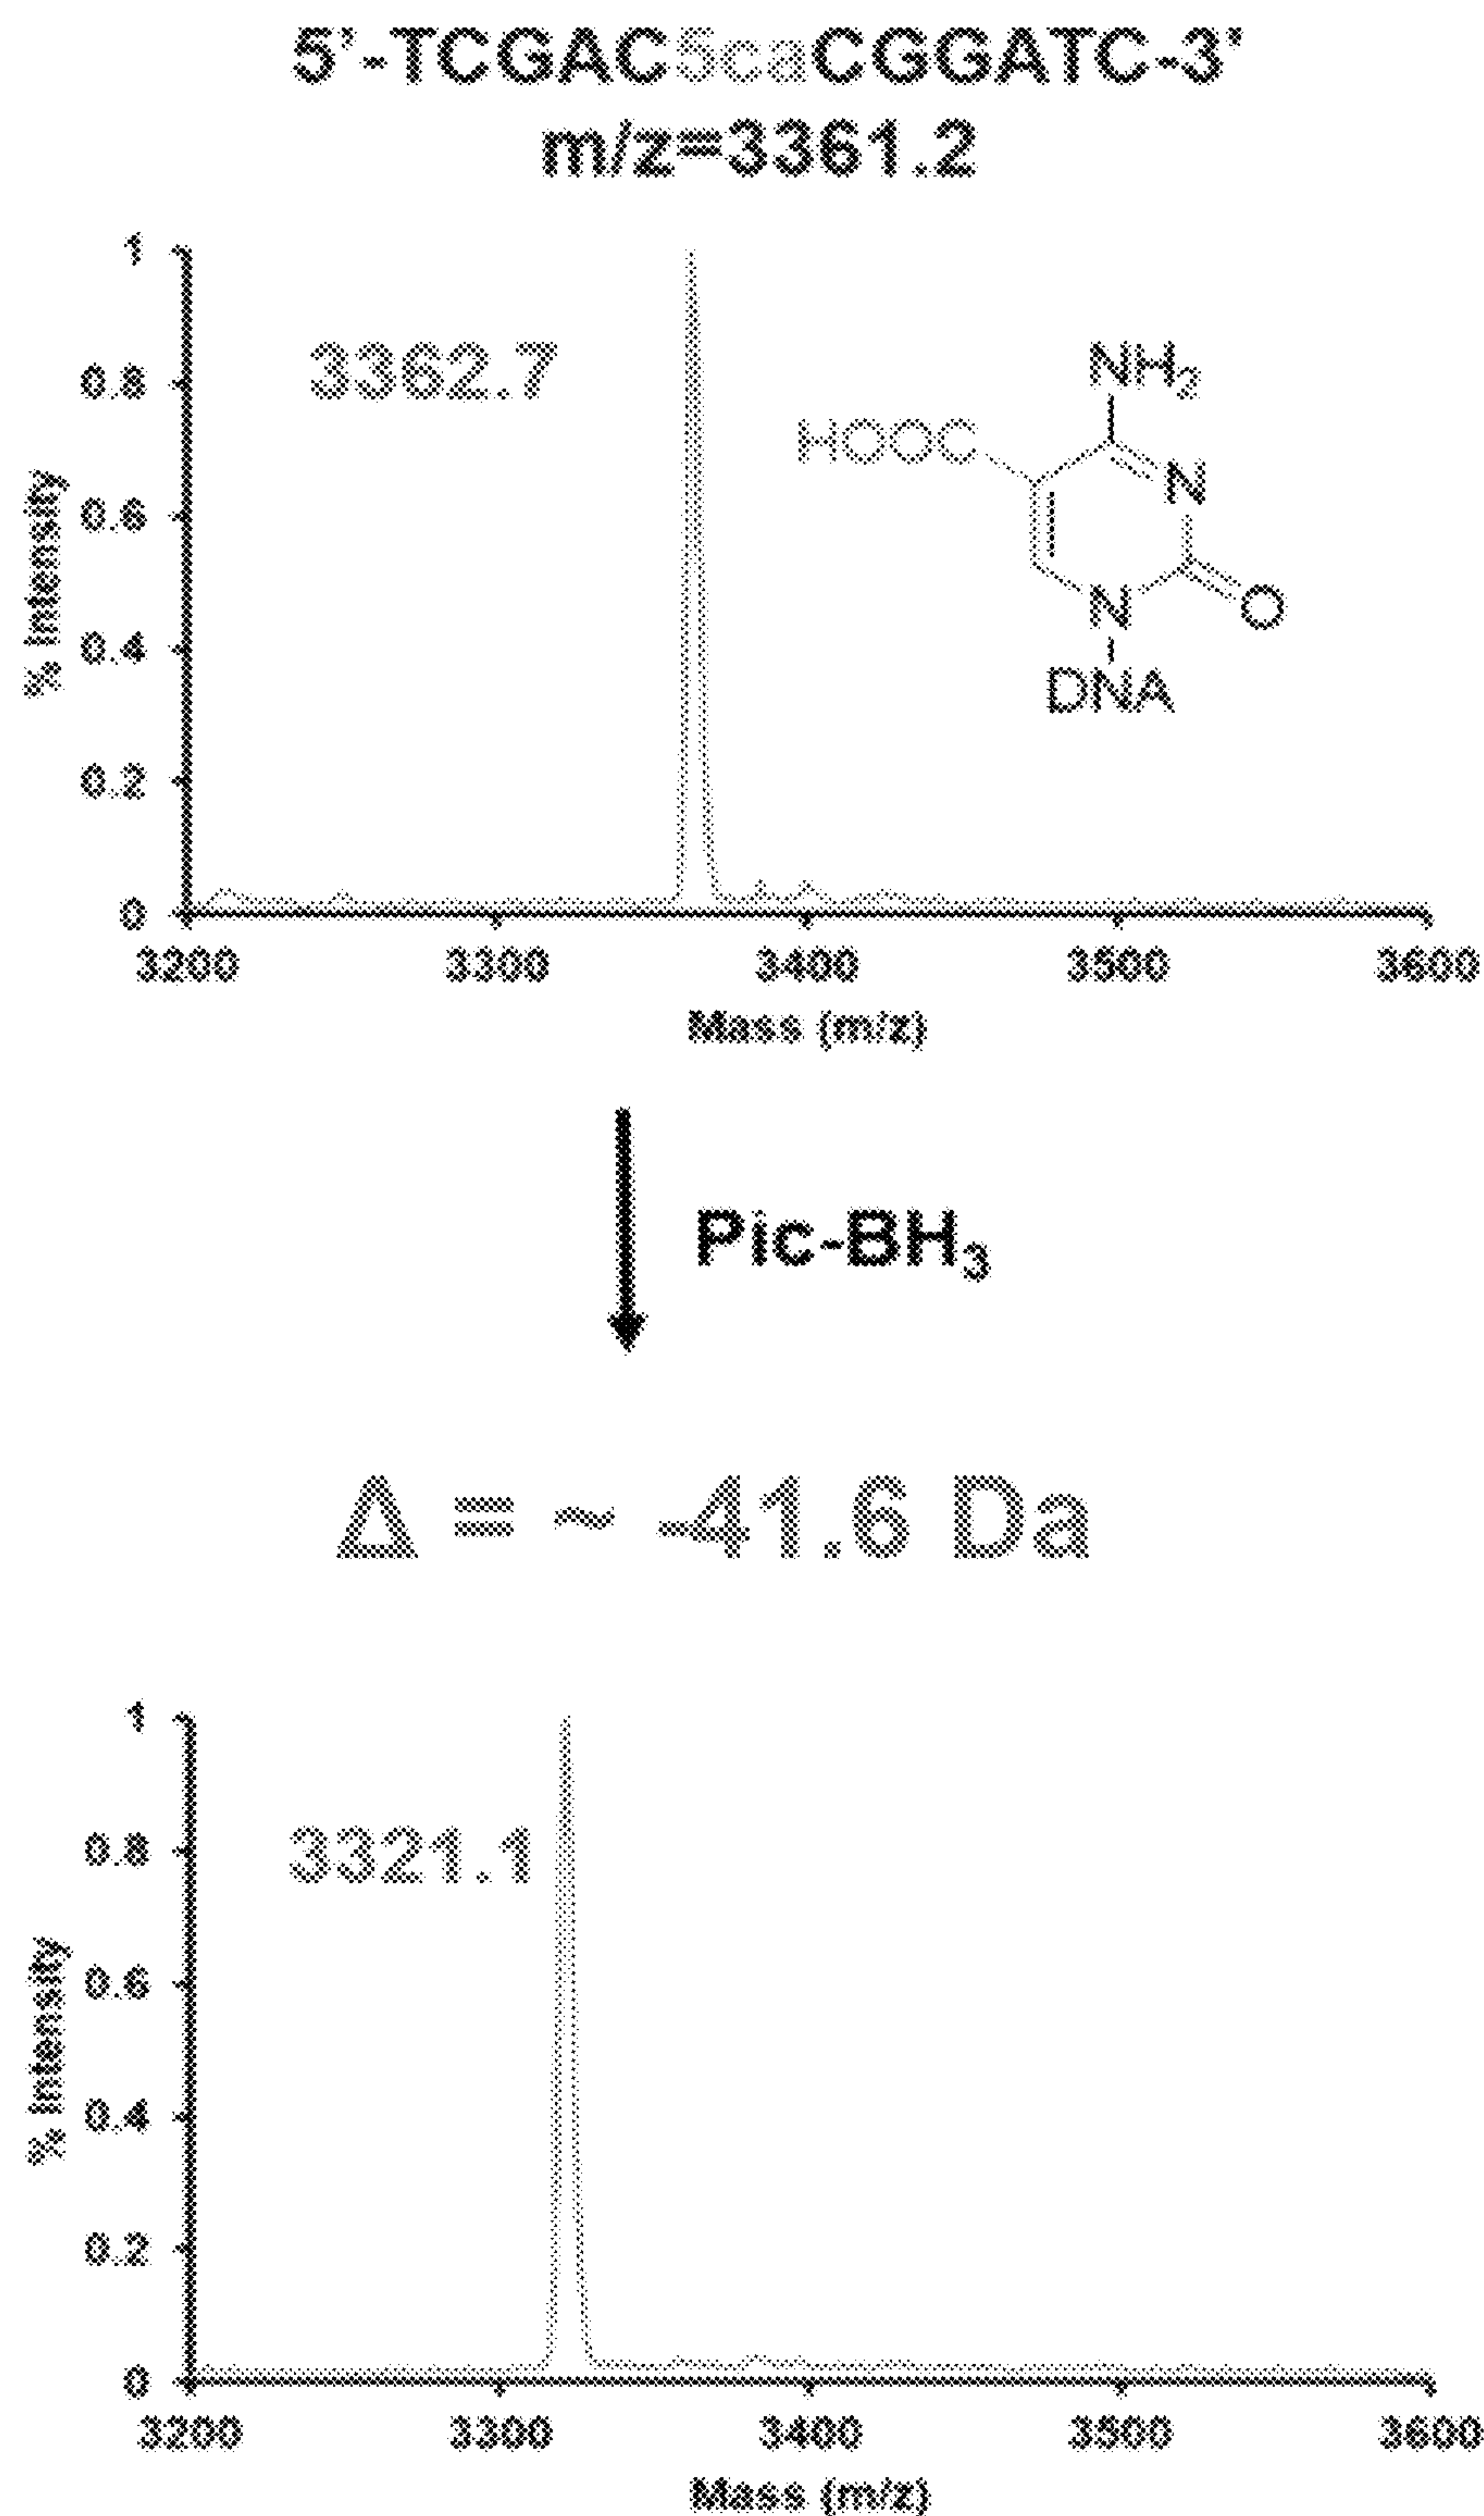 5'-TCGAC5caCGGATC-3'
m/z=3361.2
1
0.8
0.6
0.4
0.2
0
% Intensity
3362.7
NH2
HOOC
N
N
O
DNA
3200 3300 3400 3500 3600
Mass (m/z)
Pic-BH3
Δ = ~ -41.6 Da
1
0.8
0.6
0.4
0.2
0
% Intensity
3321.1
3200 3300 3400 3500 3600
Mass (m/z)